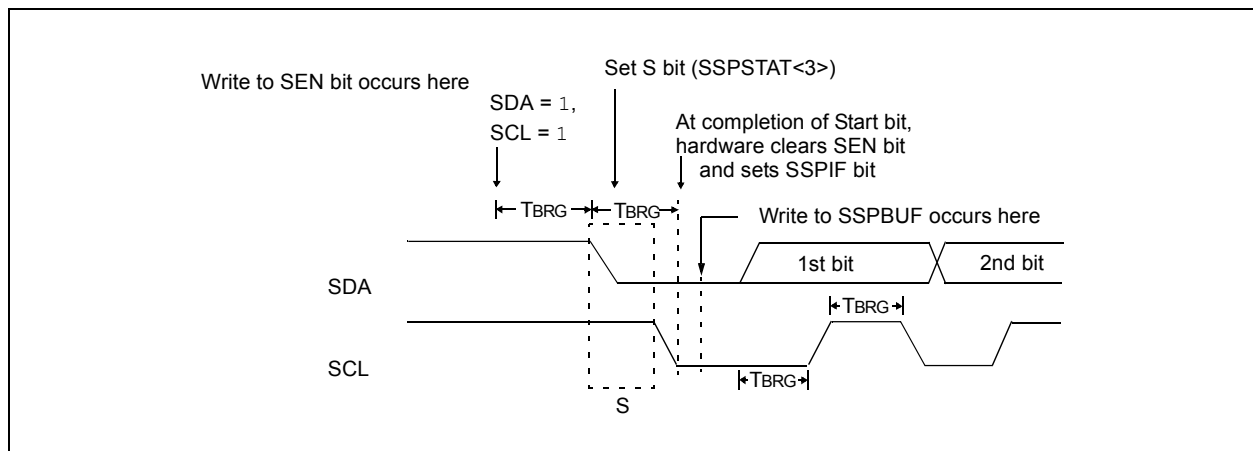 Write to SEN bit occurs here
Set S bit (SSPSTAT<3>)
SDA = 1,
SCL = 1
At completion of Start bit,
hardware clears SEN bit
and sets SSPIF bit
TBRG
TBRG
Write to SSPBUF occurs here
SDA
1st bit
2nd bit
TBRG
SCL
TBRG
S